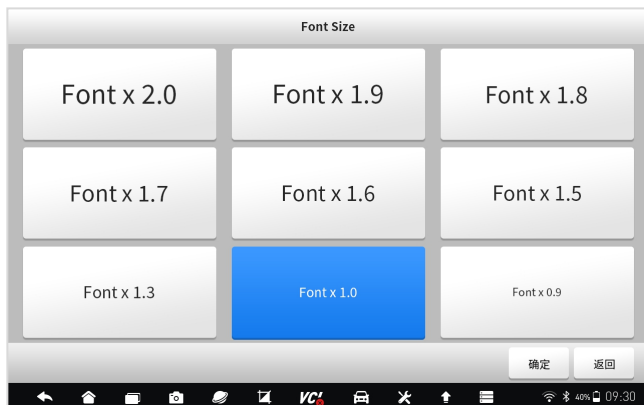 Font Size
Font x 2.0
Font x 1.9
Font x 1.8
Font x 1.7
Font x 1.6
Font x 1.5
Font x 1.3
Font x 1.0
Font x 0.9
确定
返回
VCI
40%
09:30